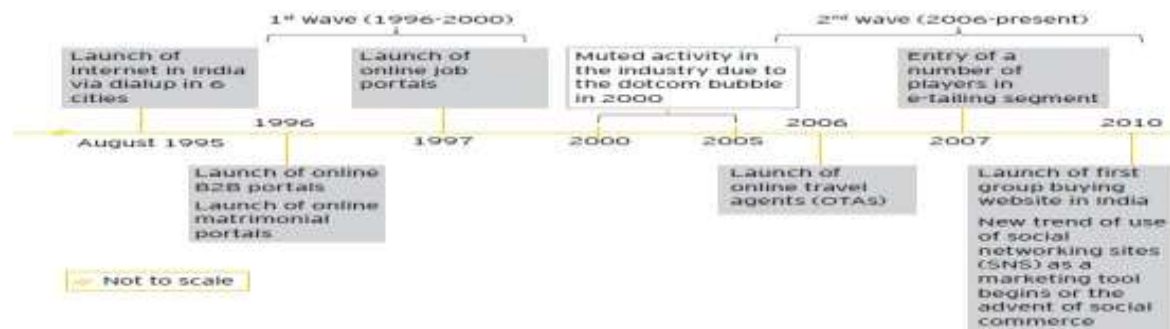 1st wave (1996-2000)
2nd wave (2006-present)
Launch of
internet in India
via dialup in 6
cities
Launch of
online job
portals
Muted activity in
the industry due to
the dotcom bubble
in 2000
Entry of a
number of
players in
e-tailing segment
1996
2006
2010
August 1995
1997
2000
2005
2007
Launch of online
B2B portals
Launch of online
matrimonial
portals
Launch of
online travel
agents (OTAs)
Launch of first
group buying
website in India
New trend of use
of social
networking sites
(SNS) as a
marketing tool
begins or the
advent of social
commerce
Not to scale